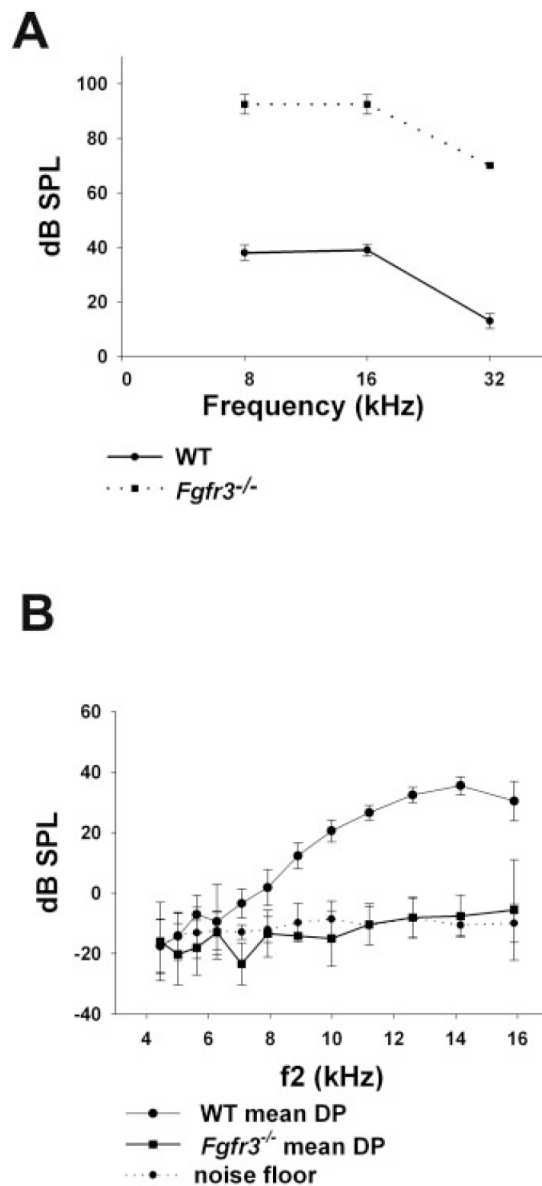 A
100
80
60
40
20
0
dB SPL
0 8 16 32
Frequency (kHz)
WT
Fgfr3-/-
B
60
40
20
0
-20
-40
dB SPL
4 6 8 10 12 14 16
f2 (kHz)
WT mean DP
Fgfr3-/- mean DP
noise floor